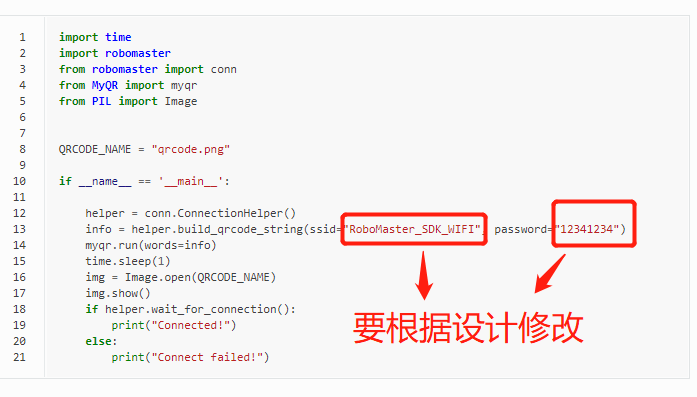 1 import time
2 import robomaster
3 from robomaster import conn
4 from MyQR import myqr
5 from PIL import Image
6
7
8 QRCODE_NAME = "qrcode.png"
9
10 if __name__ == '__main__':
11
12 helper = conn.ConnectionHelper()
13 info = helper.build_qrcode_string(ssid="RoboMaster_SDK_WIFI", password="12341234")
14 myqr.run(words=info)
15 time.sleep(1)
16 img = Image.open(QRCODE_NAME)
17 img.show()
18 if helper.wait_for_connection():
19 print("Connected!")
20 else:
21 print("Connect failed!")
要根据设计修改